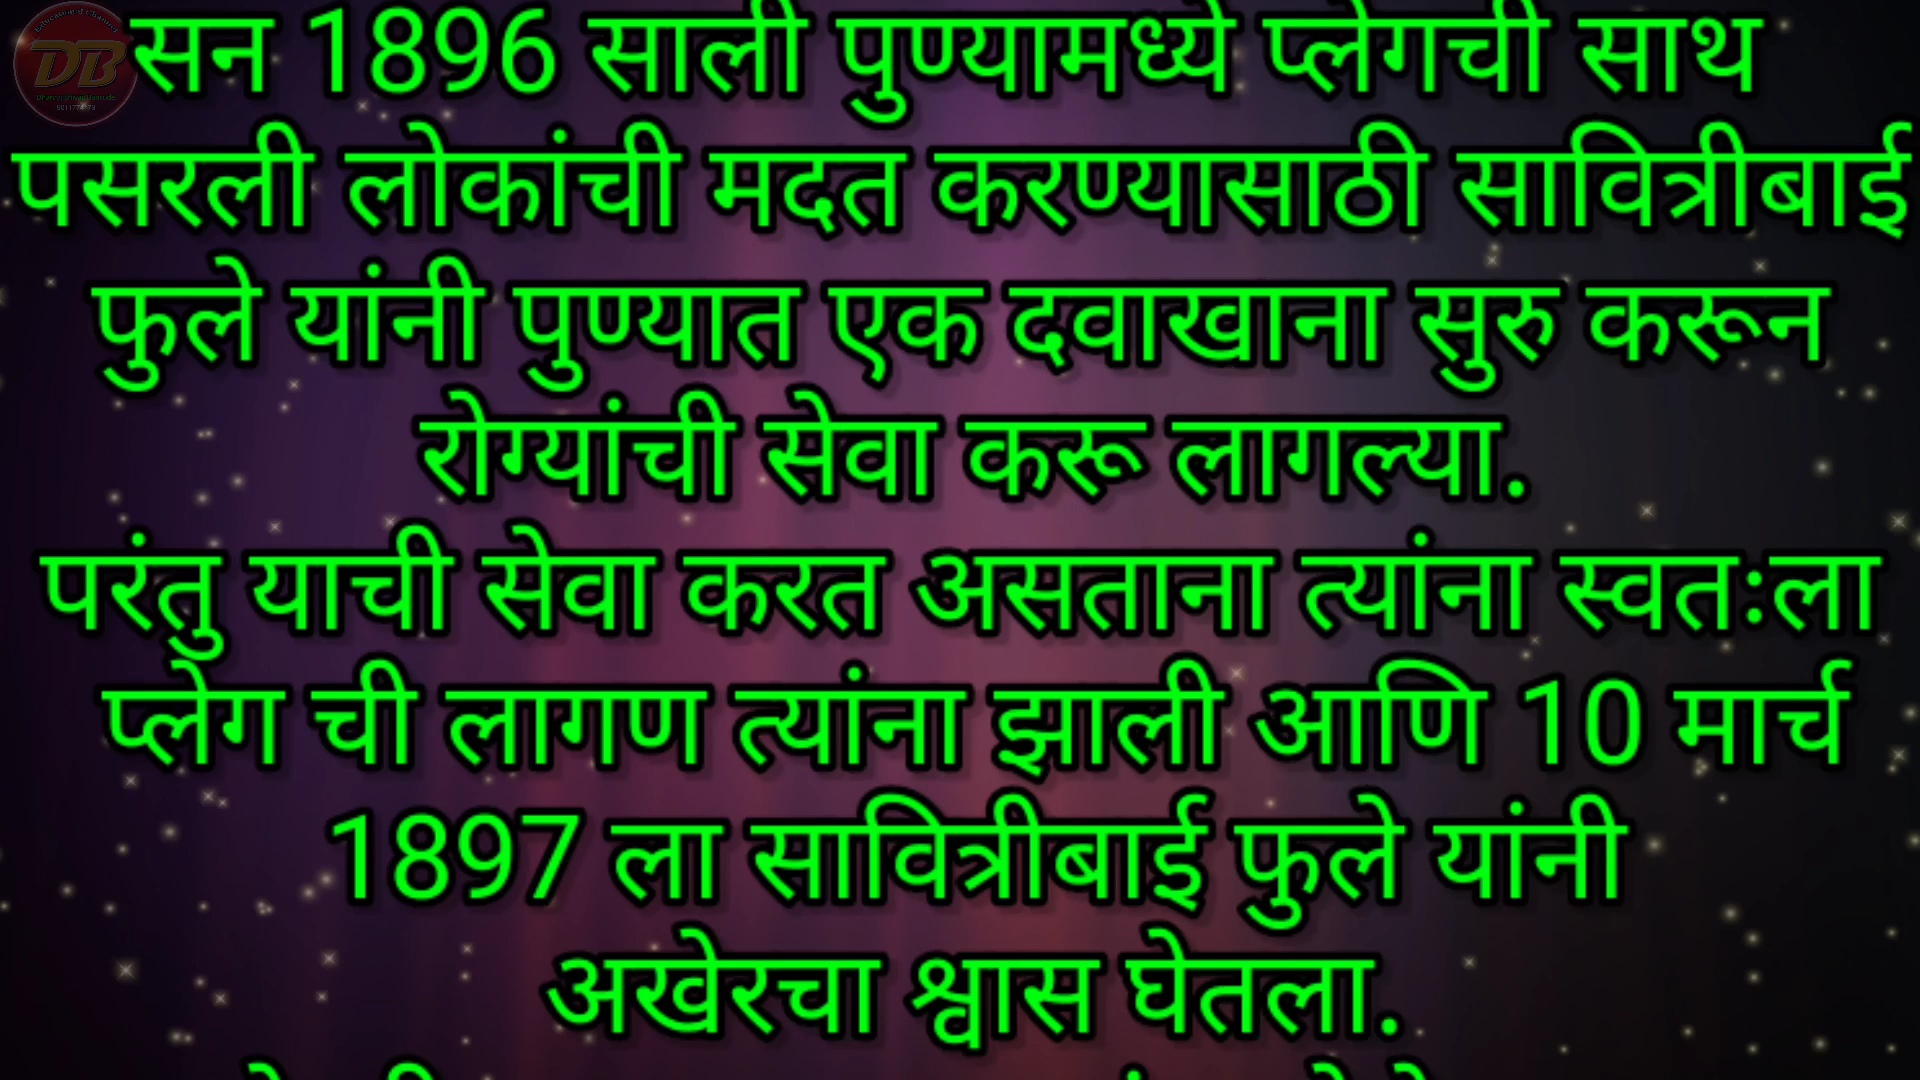 सन 1896 साली पुण्यामध्ये प्लेगची साथ
पसरली लोकांची मदत करण्यासाठी सावित्रीबाई
फुले यांनी पुण्यात एक दवाखाना सुरु करून
रोग्यांची सेवा करू लागल्या.
परंतु याची सेवा करत असताना त्यांना स्वतःला
प्लेग ची लागण त्यांना झाली आणि 10 मार्च
1897 ला सावित्रीबाई फुले यांनी
अखेरचा श्वास घेतला.
DB